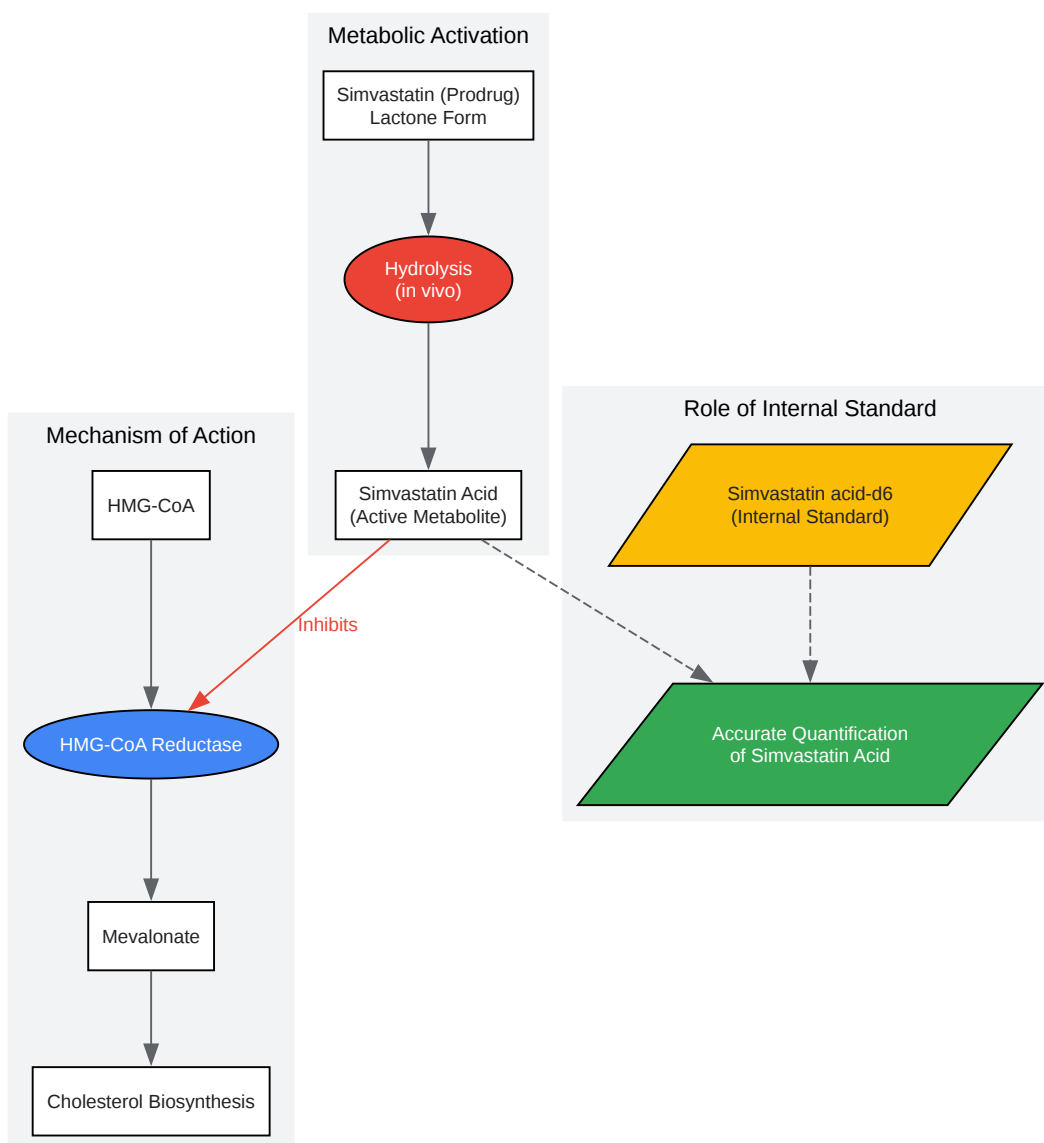 Metabolic Activation
Simvastatin (Prodrug)
Lactone Form
Hydrolysis
(in vivo)
Simvastatin Acid
(Active Metabolite)
Mechanism of Action
HMG-CoA
Inhibits
HMG-CoA Reductase
Mevalonate
Cholesterol Biosynthesis
Role of Internal Standard
Simvastatin acid-d6
(Internal Standard)
Accurate Quantification
of Simvastatin Acid